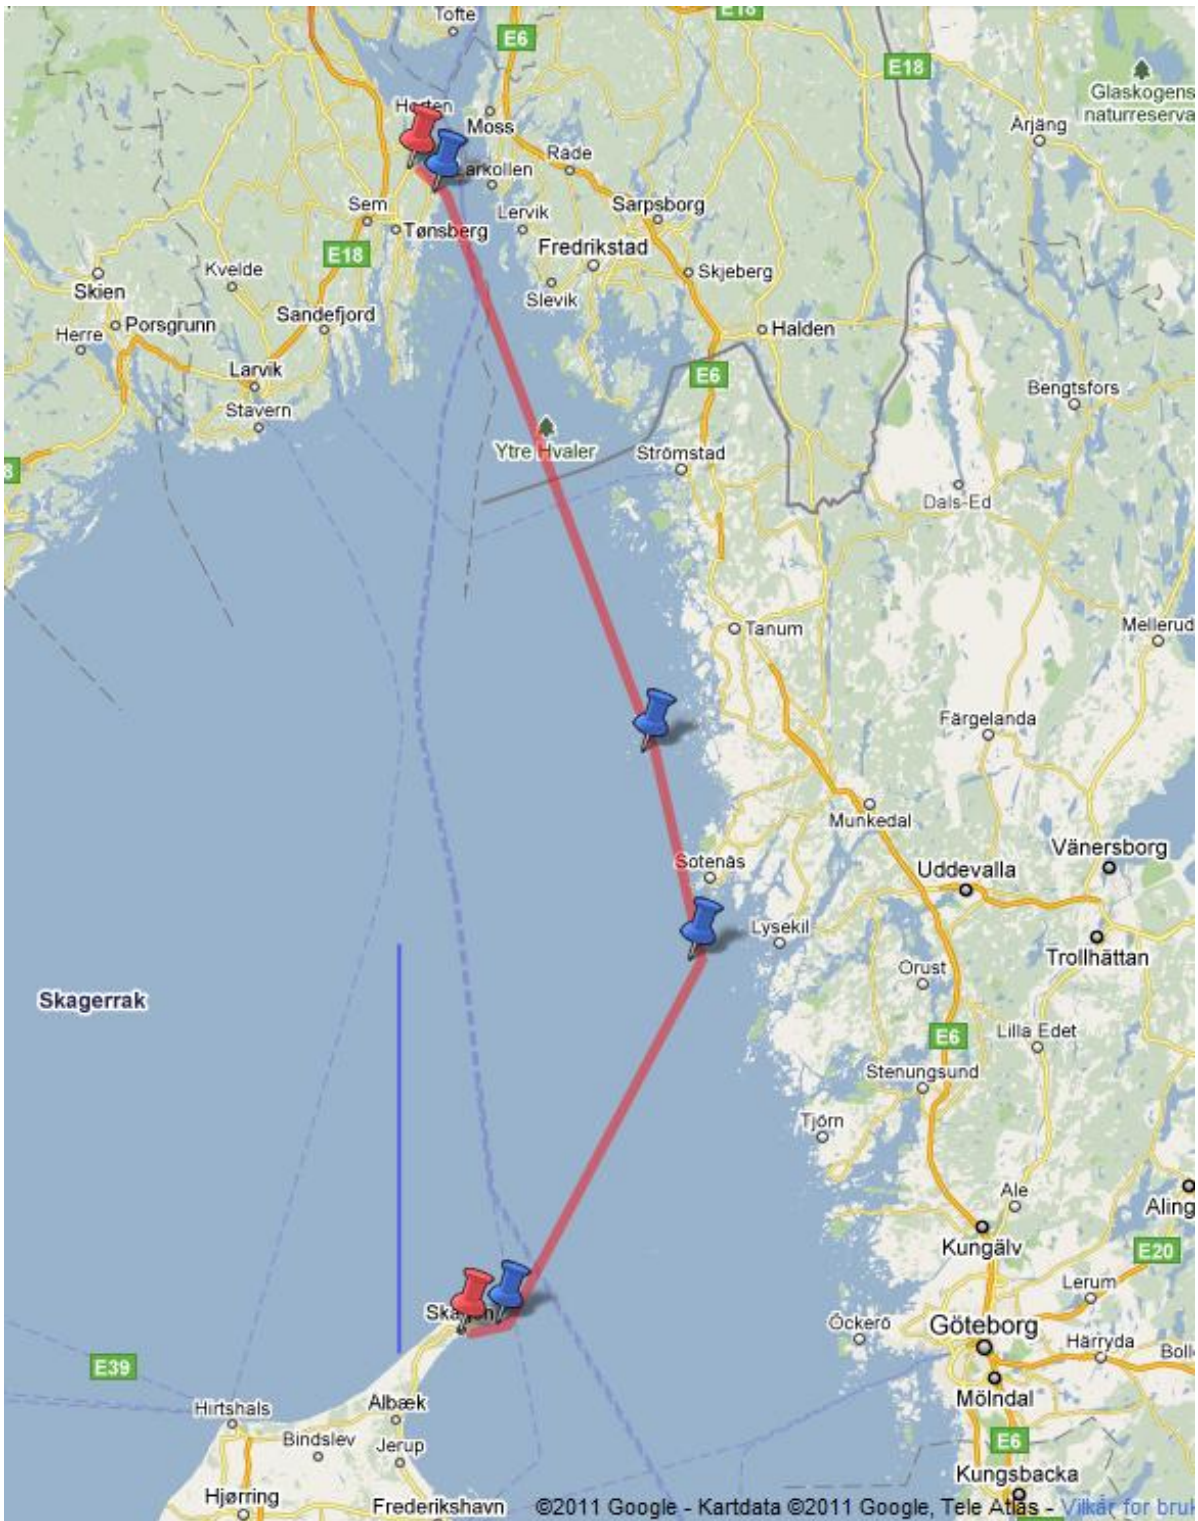 Tofte
E18
E6
E18
Glaskogens
naturreserva
Horten
Moss
Årjäng
Råde
Larkollen
Sem
Lervik
Sarpsborg
Tønsberg
E18
Fredrikstad
Kvelde
Skjeberg
Skien
Slevik
Sandefjord
Porsgrunn
Halden
Herre
Larvik
E6
Bengtsfors
Stavern
Ytre Hvaler
Strömstad
8
Dals-Ed
Tanum
Mellerud
Färgelanda
Munkedal
Vänersborg
Sotenäs
Uddevalla
Lysekil
Trollhättan
Orust
Skagerrak
Lilla Edet
E6
Stenungsund
Tjörn
Ale
Aling
Kungälv
E20
Lerum
Skagen
Öckerö
Göteborg
Härryda
Boll
E39
Mölndal
Hirtshals
Albæk
Bindslev
Jerup
E6
Kungsbacka
Hjørring
Frederikshavn
©2011 Google - Kartdata ©2011 Google, Tele Atlas - Vilkår for bruk